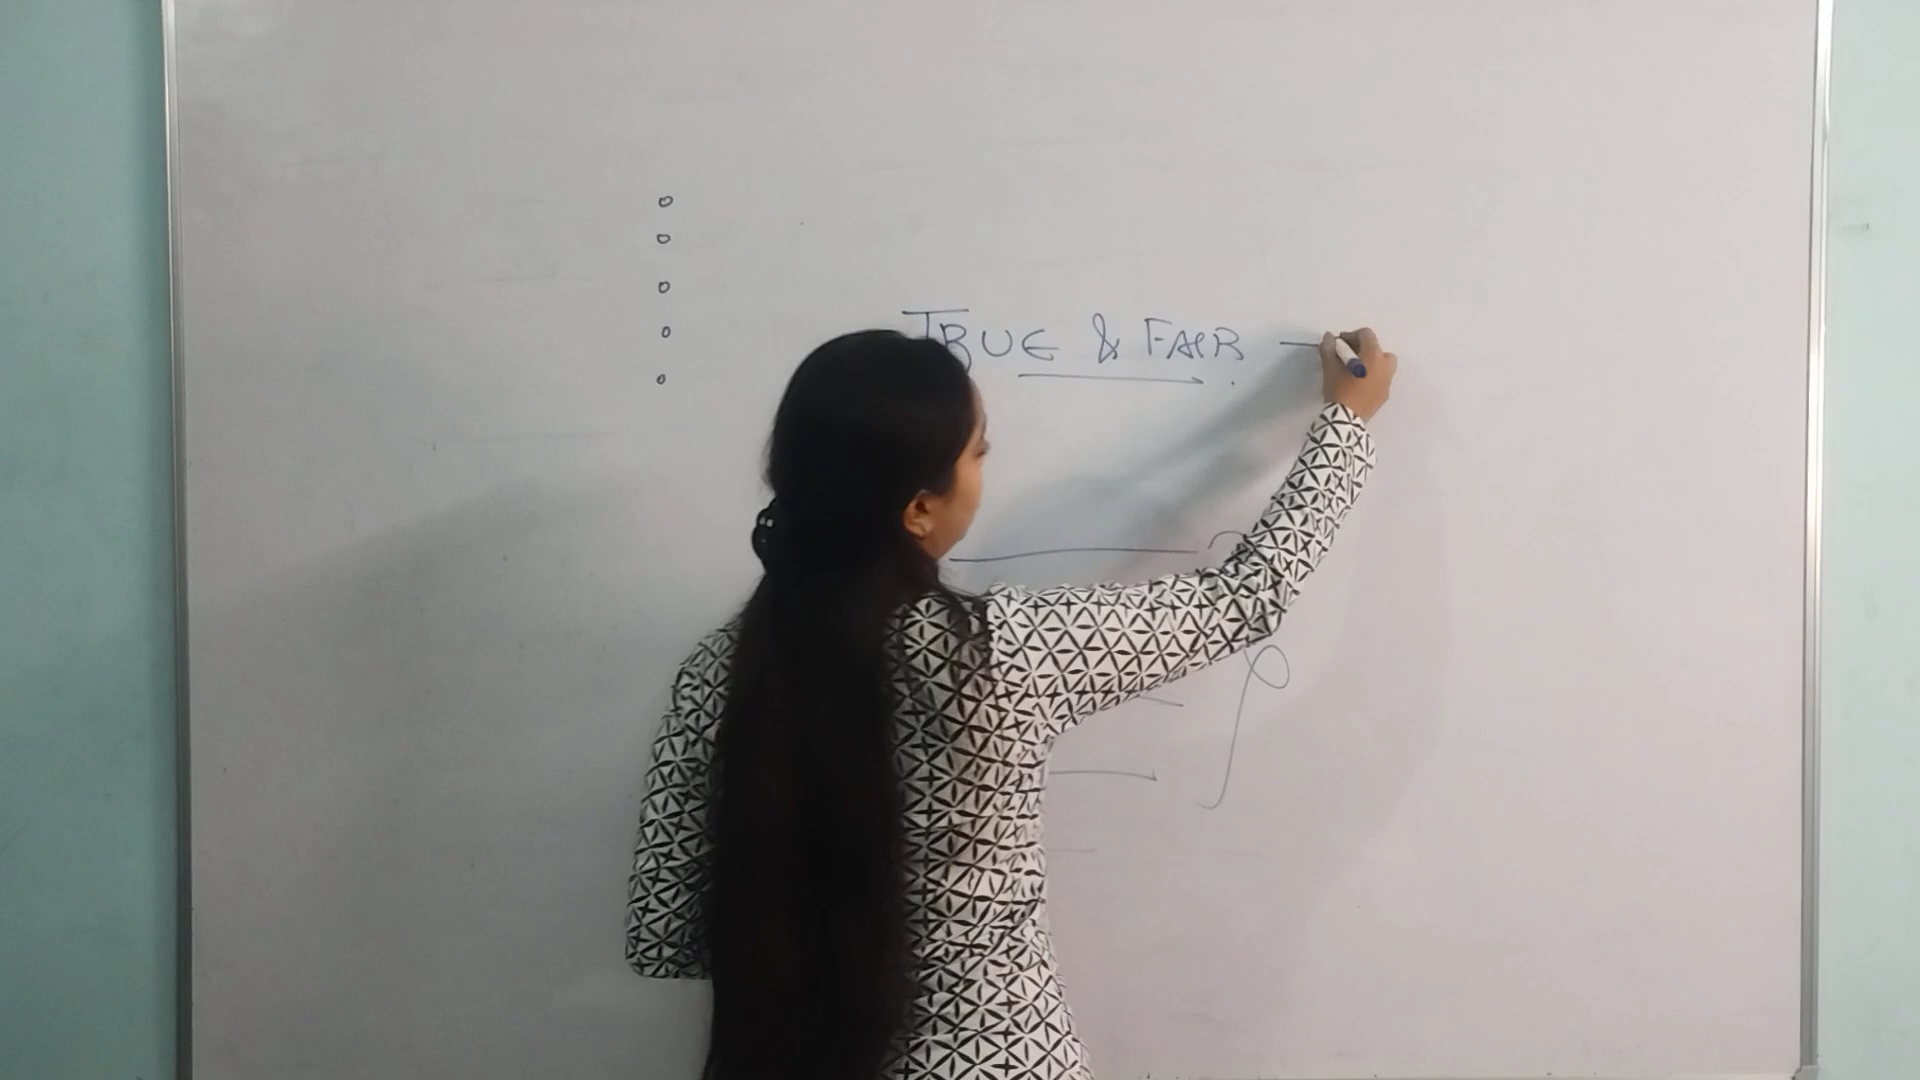 TRUE & FAIR —